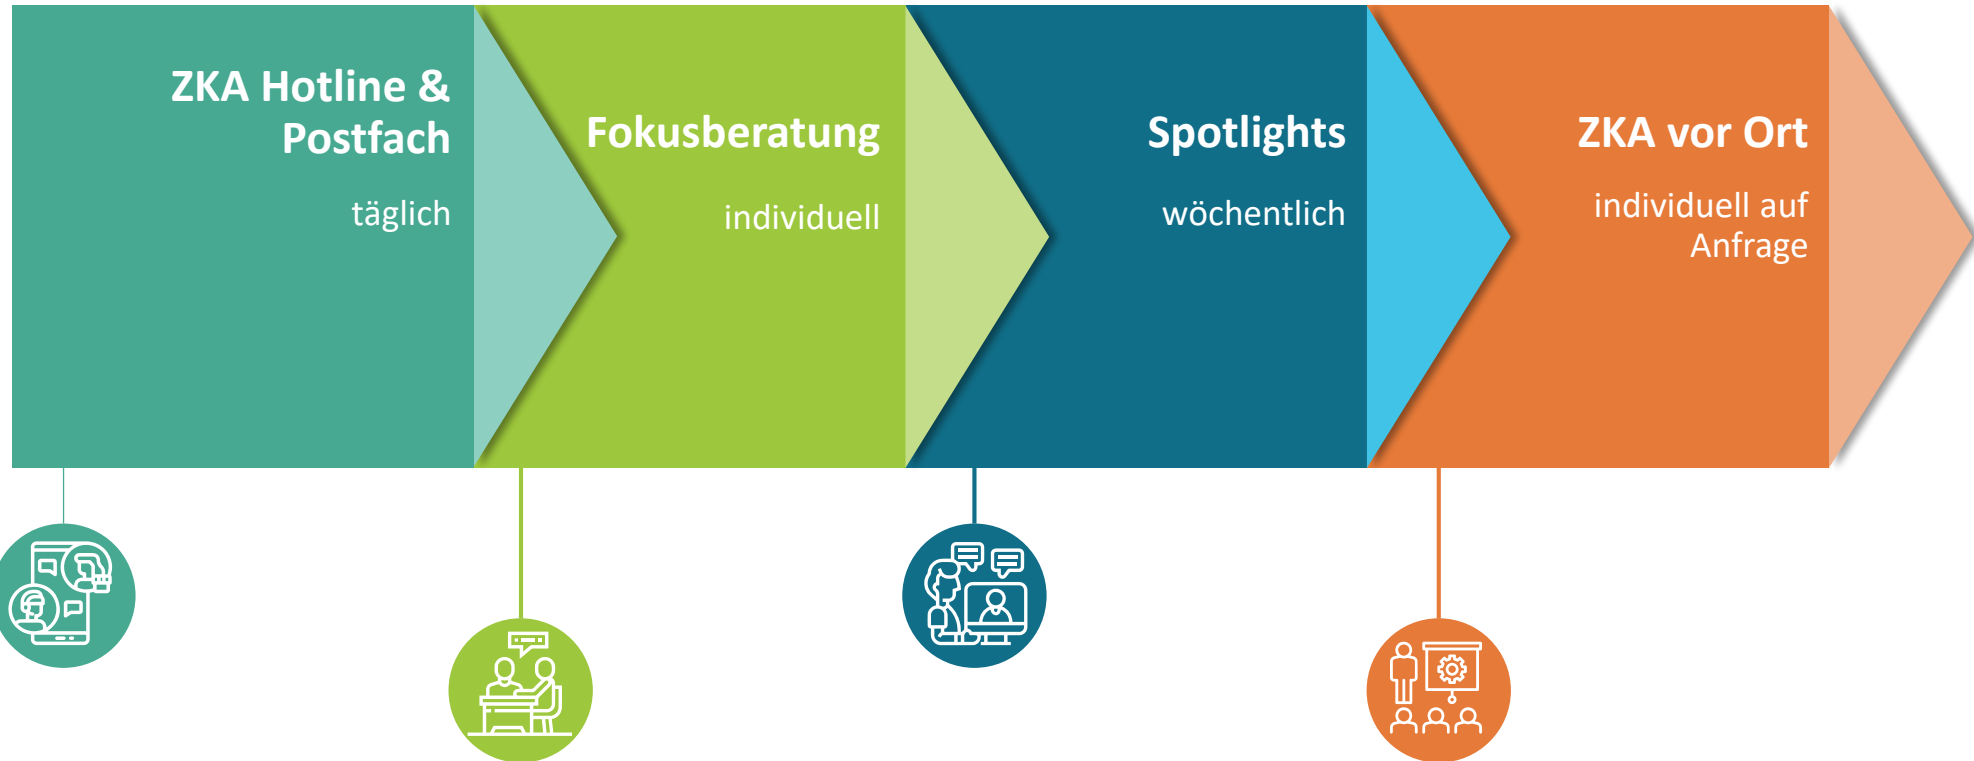 ZKA Hotline &
Postfach
täglich
Fokusberatung
individuell
Spotlights
wöchentlich
ZKA vor Ort
individuell auf
Anfrage